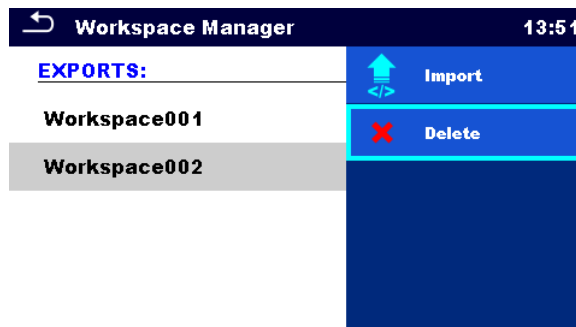 Workspace Manager 13:51
EXPORTS:
Import
Workspace001
Delete
Workspace002